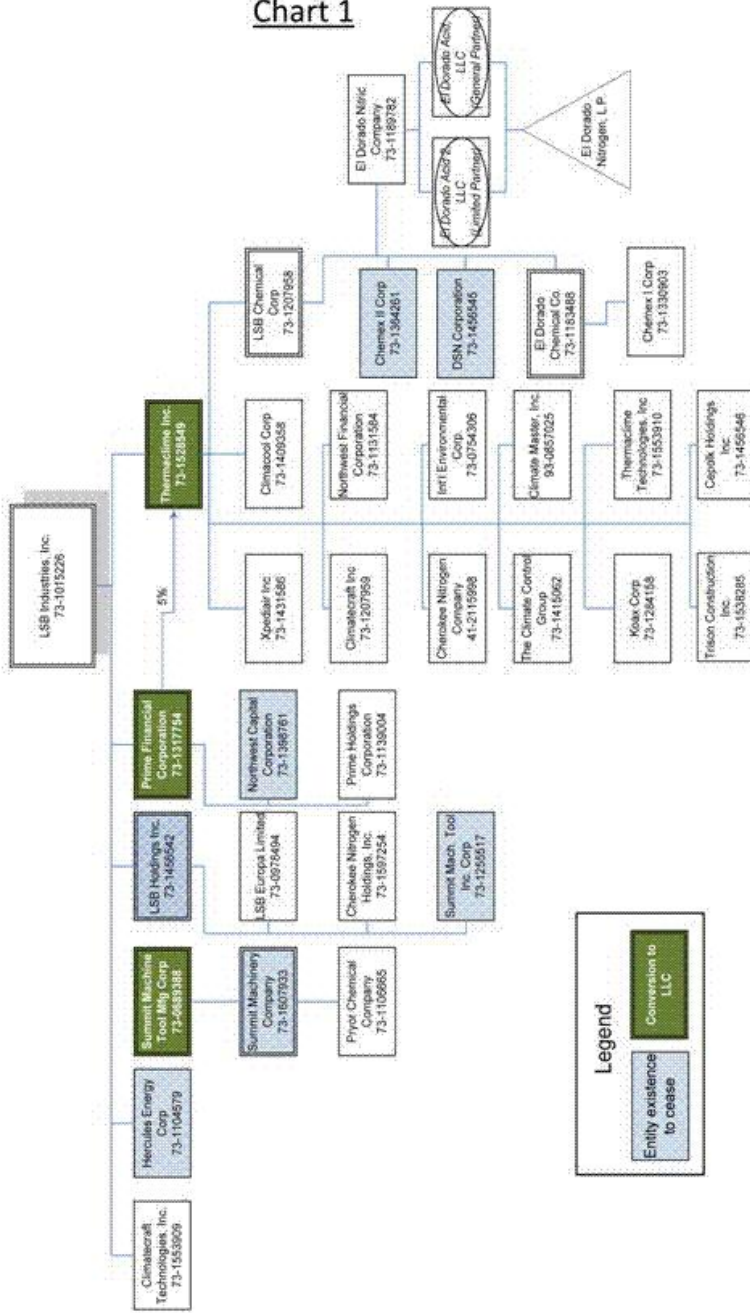 Chart 1
LSB Industries, Inc.
73-1015226
Climatecraft
Technologies, Inc.
73-1553909
Hercules Energy
Corp
73-1104579
Summit Machine
Tool Mfg Corp
73-0689388
LSB Holdings Inc.
73-1456542
Prime Financial
Corporation
73-1317754
5%
Thermaclime Inc.
73-1528549
Summit Machinery
Company
73-1607933
Pryor Chemical
Company
73-1106665
LSB Europa Limited
73-0978494
Cherokee Nitrogen
Holdings, Inc.
73-1597254
Summit Mach. Tool
Inc. Corp
73-1255517
Northwest Capital
Corporation
73-1398761
Prime Holdings
Corporation
73-1139004
Xpediair Inc
73-1431586
Climacool Corp
73-1409358
LSB Chemical
Corp
73-1207958
Climatecraft Inc
73-1207959
Northwest Financial
Corporation
73-1131584
Cherokee Nitrogen
Company
41-2115998
Int'l Environmental
Corp.
73-0754306
The Climate Control
Group
73-1415062
Climate Master, Inc.
93-0857025
Koax Corp
73-1284158
Thermaclime
Technologies, Inc
73-1553910
Trison Construction
Inc.
73-1538285
Cepolk Holdings
Inc.
73-1456546
El Dorado Nitric
Company
73-1189782
Chemex II Corp
73-1364261
DSN Corporation
73-1456545
El Dorado
Chemical Co.
73-1183488
Chemex I Corp
73-1330903
El Dorado Acid 2,
LLC
(Limited Partner)
El Dorado Acid,
LLC
(General Partner)
El Dorado
Nitrogen, L.P.
Legend
Entity existence
to cease
Conversion to
LLC